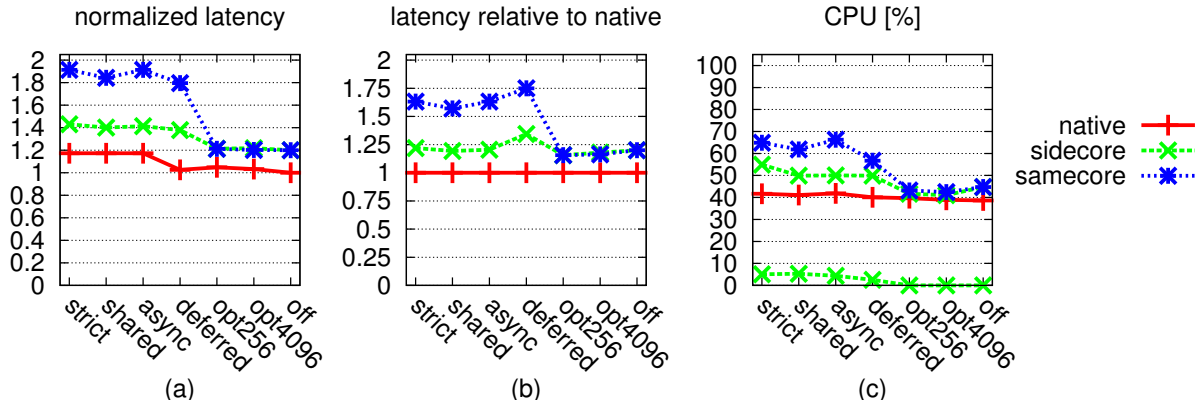 normalized latency
2
1.8
1.6
1.4
1.2
1
0.8
0.6
0.4
0.2
0
strict
shared
async
deferred
opt256
opt4096
off
(a)
latency relative to native
2
1.75
1.5
1.25
1
0.75
0.5
0.25
0
strict
shared
async
deferred
opt256
opt4096
off
(b)
CPU [%]
100
90
80
70
60
50
40
30
20
10
0
strict
shared
async
deferred
opt256
opt4096
off
(c)
native
sidecore
samecore